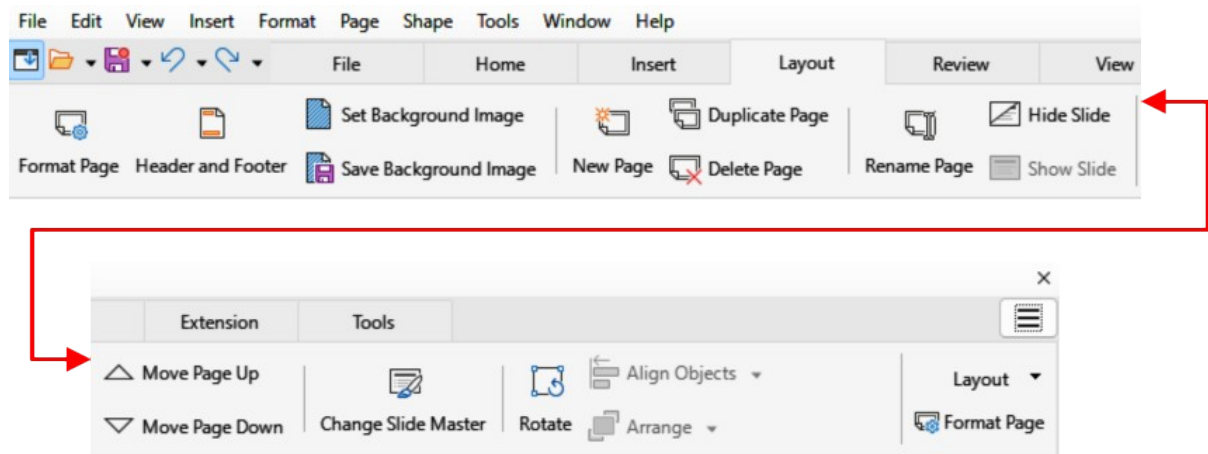 File Edit View Insert Format Page Shape Tools Window Help
File Home Insert Layout Review View
Set Background Image Duplicate Page Hide Slide
Format Page Header and Footer Save Background Image New Page Delete Page Rename Page Show Slide
Extension Tools
Move Page Up Align Objects Layout
Move Page Down Change Slide Master Rotate Arrange Format Page